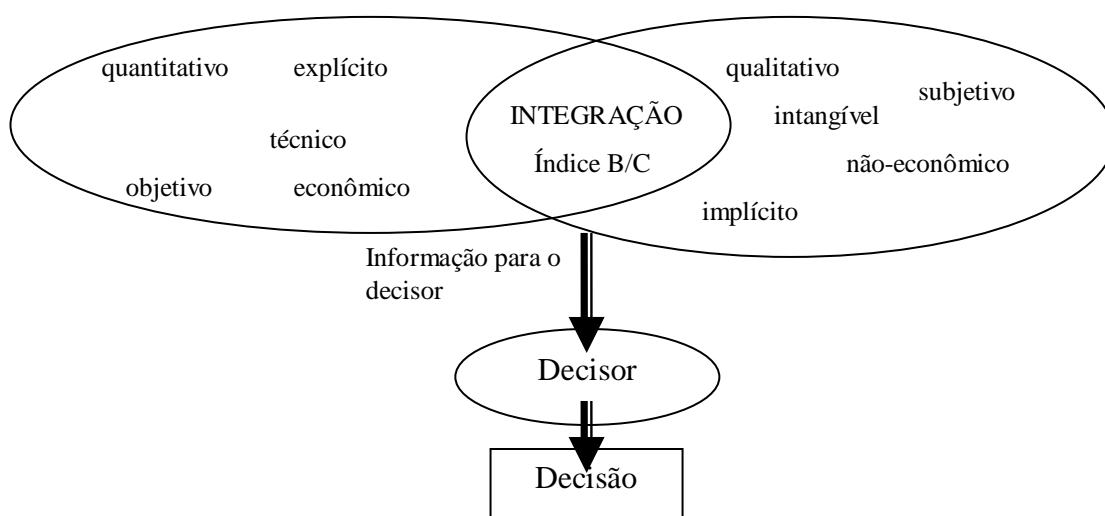 quantitativo
explícito
técnico
objetivo
econômico
INTEGRAÇÃO
Índice B/C
qualitativo
subjetivo
intangível
não-econômico
implícito
Informação para o
decisor
Decisor
Decisão